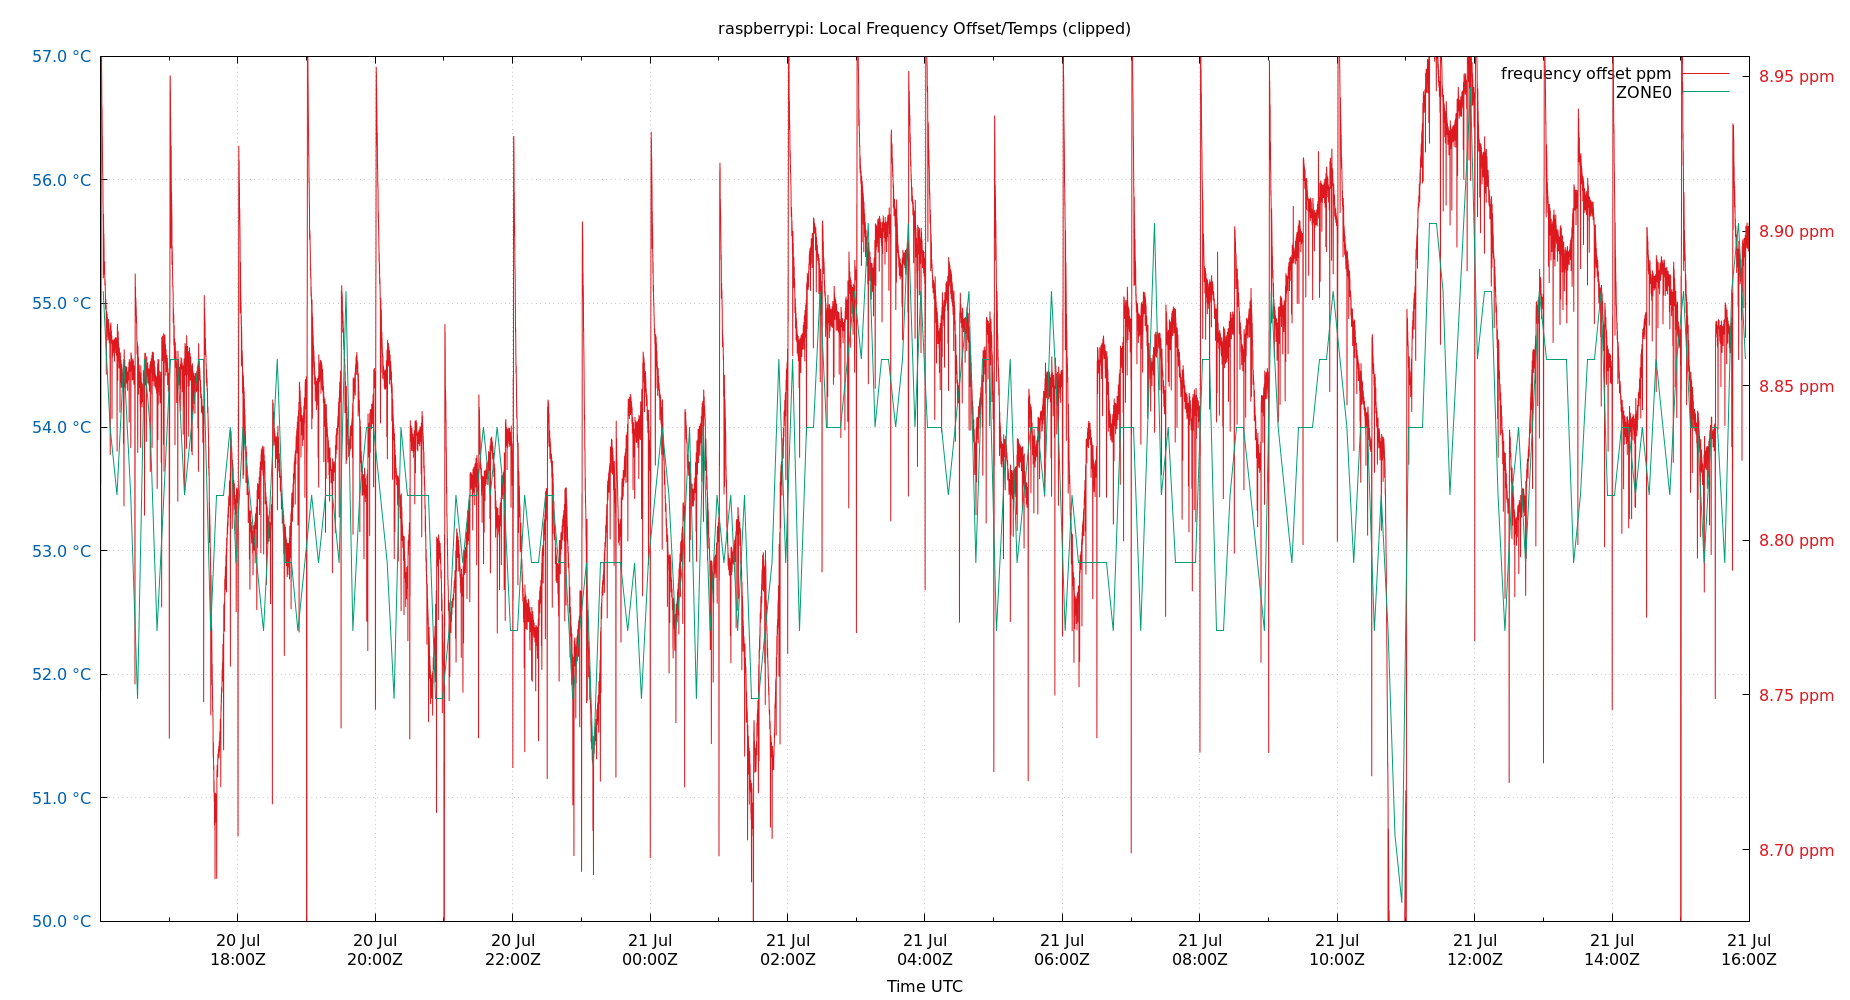 raspberrypi: Local Frequency Offset/Temps (clipped)
57.0 °C
56.0 °C
55.0 °C
54.0 °C
53.0 °C
52.0 °C
51.0 °C
50.0 °C
frequency offset ppm
ZONE0
8.95 ppm
8.90 ppm
8.85 ppm
8.80 ppm
8.75 ppm
8.70 ppm
20 Jul 20 Jul 20 Jul 21 Jul 21 Jul 21 Jul 21 Jul 21 Jul 21 Jul 21 Jul 21 Jul 21 Jul
18:00Z 20:00Z 22:00Z 00:00Z 02:00Z 04:00Z 06:00Z 08:00Z 10:00Z 12:00Z 14:00Z 16:00Z
Time UTC